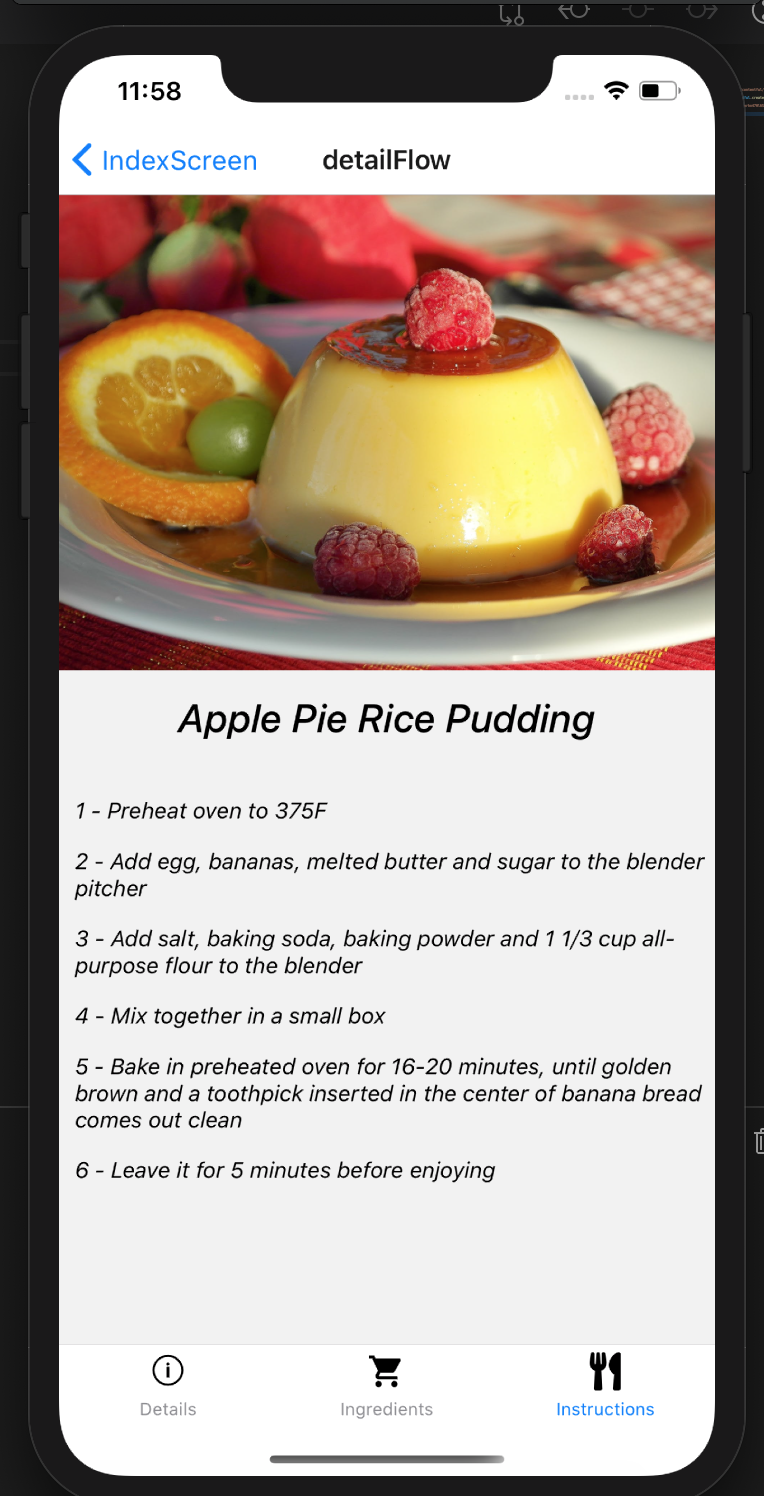 11:58
IndexScreen detailFlow
Apple Pie Rice Pudding
1 - Preheat oven to 375F
2 - Add egg, bananas, melted butter and sugar to the blender
pitcher
3 - Add salt, baking soda, baking powder and 1 1/3 cup all-
purpose flour to the blender
4 - Mix together in a small box
5 - Bake in preheated oven for 16-20 minutes, until golden
brown and a toothpick inserted in the center of banana bread
comes out clean
6 - Leave it for 5 minutes before enjoying
Details Ingredients Instructions